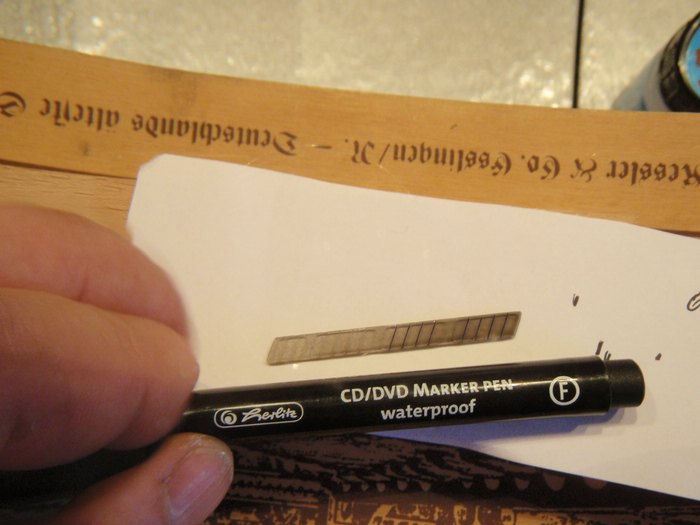 Kessler & Co. Esslingen/N. – Deutschlands älteste
herlitz
CD/DVD MARKER PEN
waterproof
F